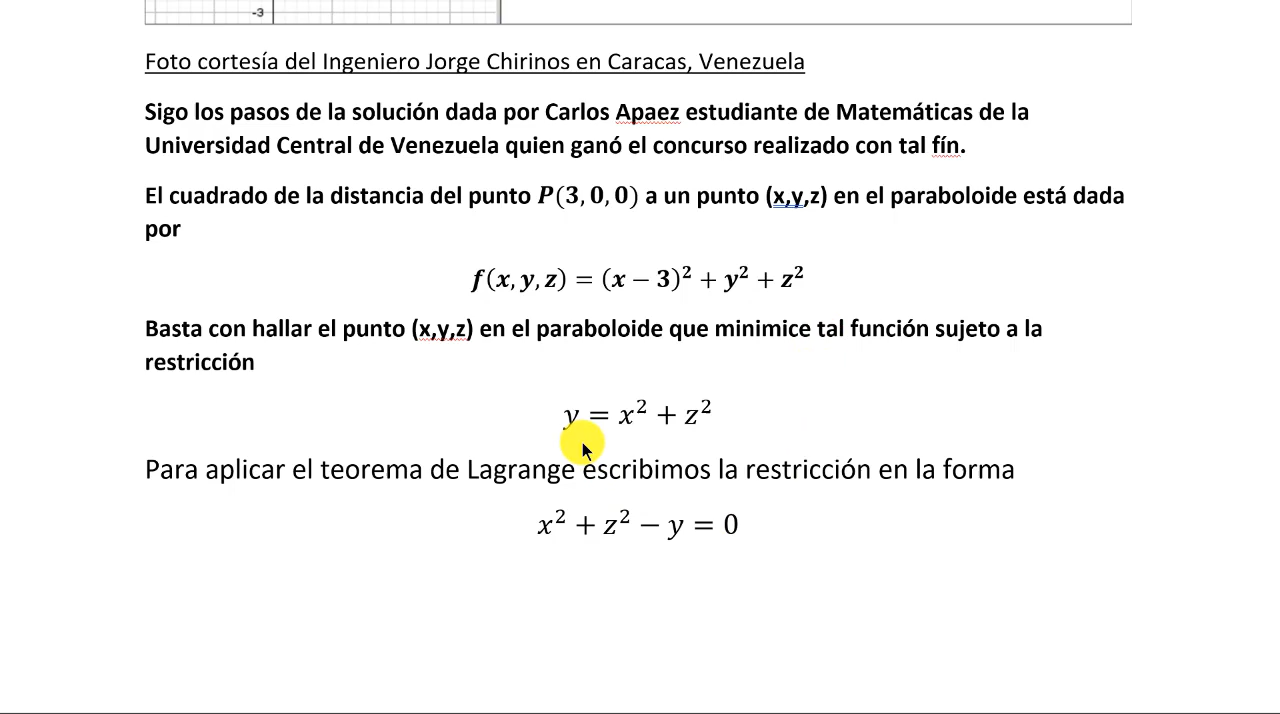 -3
Foto cortesía del Ingeniero Jorge Chirinos en Caracas, Venezuela
Sigo los pasos de la solución dada por Carlos Apaez estudiante de Matemáticas de la
Universidad Central de Venezuela quien ganó el concurso realizado con tal fín.
El cuadrado de la distancia del punto P(3, 0, 0) a un punto (x,y,z) en el paraboloide está dada
por
f(x, y, z) = (x − 3)² + y² + z²
Basta con hallar el punto (x,y,z) en el paraboloide que minimice tal función sujeto a la
restricción
y = x² + z²
Para aplicar el teorema de Lagrange escribimos la restricción en la forma
x² + z² − y = 0